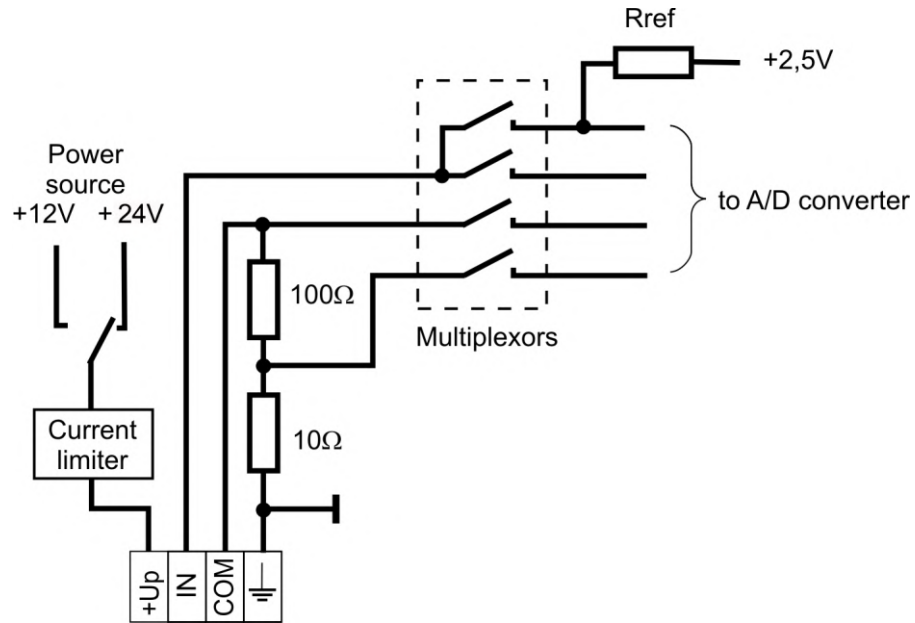 Rref
+2,5V
Power
source
+12V + 24V
to A/D converter
100Ω
Multiplexors
10Ω
Current
limiter
+Up
IN
COM